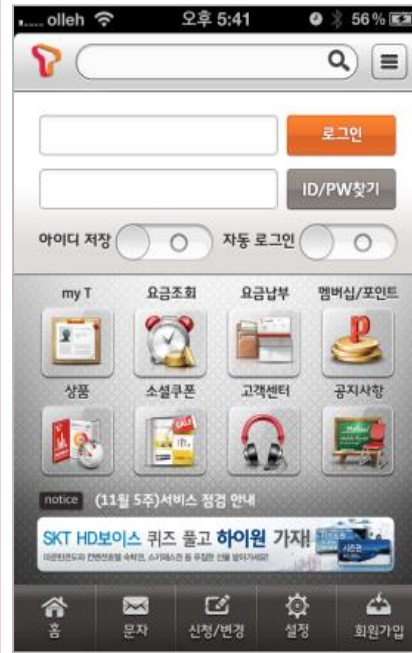 olleh 오후 5:41 56%
로그인
ID/PW찾기
아이디 저장 자동 로그인
my T 요금조회 요금납부 멤버십/포인트
상품 소셜쿠폰 고객센터 공지사항
notice (11월 5주)서비스 점검 안내
SKT HD보이스 퀴즈 풀고 하이원 가자!
홈 문자 신청/변경 설정 회원가입